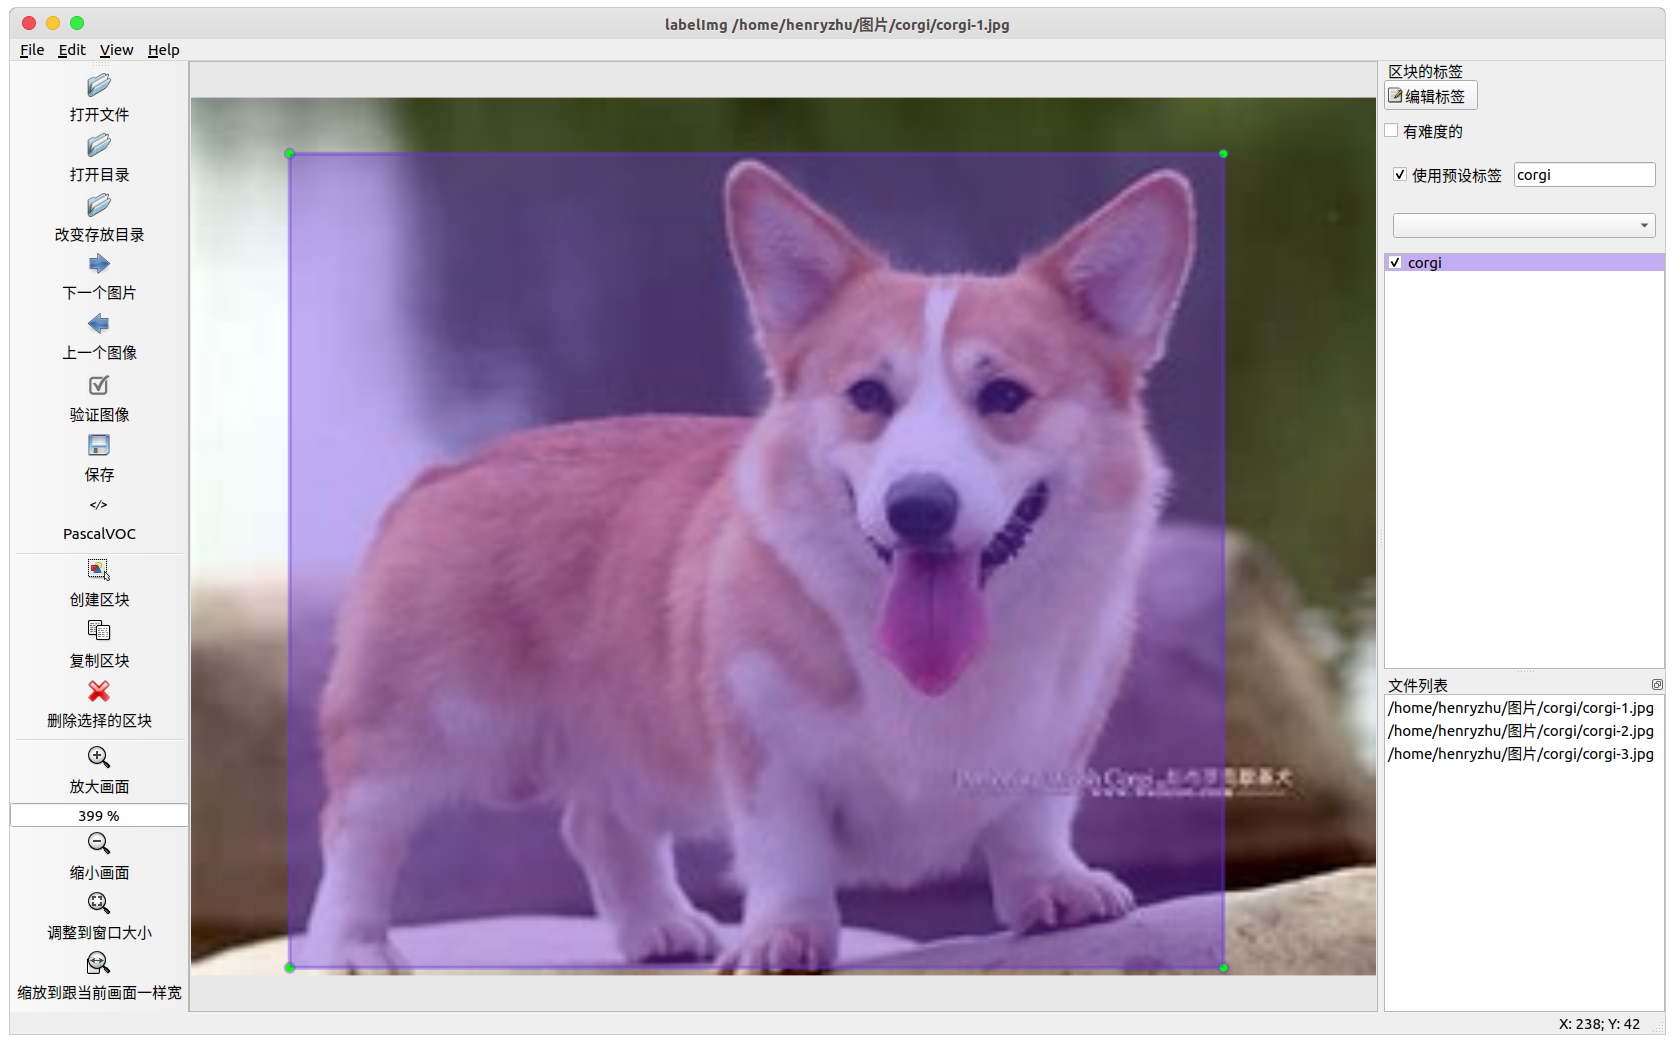 labelImg /home/henryzhu/图片/corgi/corgi-1.jpg
File Edit View Help
打开文件
打开目录
改变存放目录
下一个图片
上一个图像
验证图像
保存
</>
PascalVOC
创建区块
复制区块
删除选择的区块
放大画面
399 %
缩小画面
调整到窗口大小
缩放到跟当前画面一样宽
Corgi
区块的标签
编辑标签
有难度的
使用预设标签 corgi
corgi
文件列表
/home/henryzhu/图片/corgi/corgi-1.jpg
/home/henryzhu/图片/corgi/corgi-2.jpg
/home/henryzhu/图片/corgi/corgi-3.jpg
X: 238; Y: 42